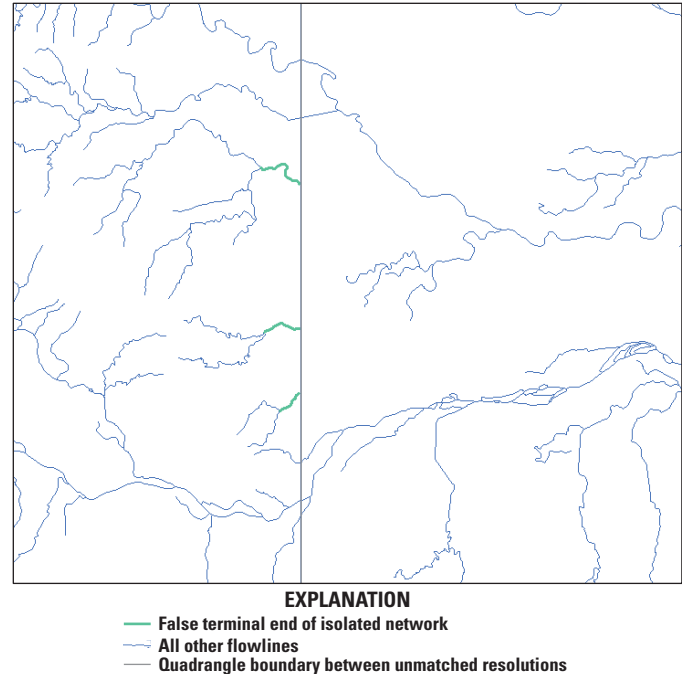 EXPLANATION
False terminal end of isolated network
All other flowlines
Quadrangle boundary between unmatched resolutions